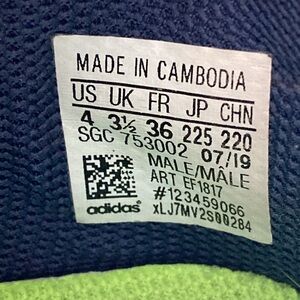 MADE IN CAMBODIA
US UK FR JP CHN
4 3½ 36 225 220
SGC 753002 07/19
MALE/MÂLE
ART EF1817
#123459066
adidas xLJ7MV2S00284